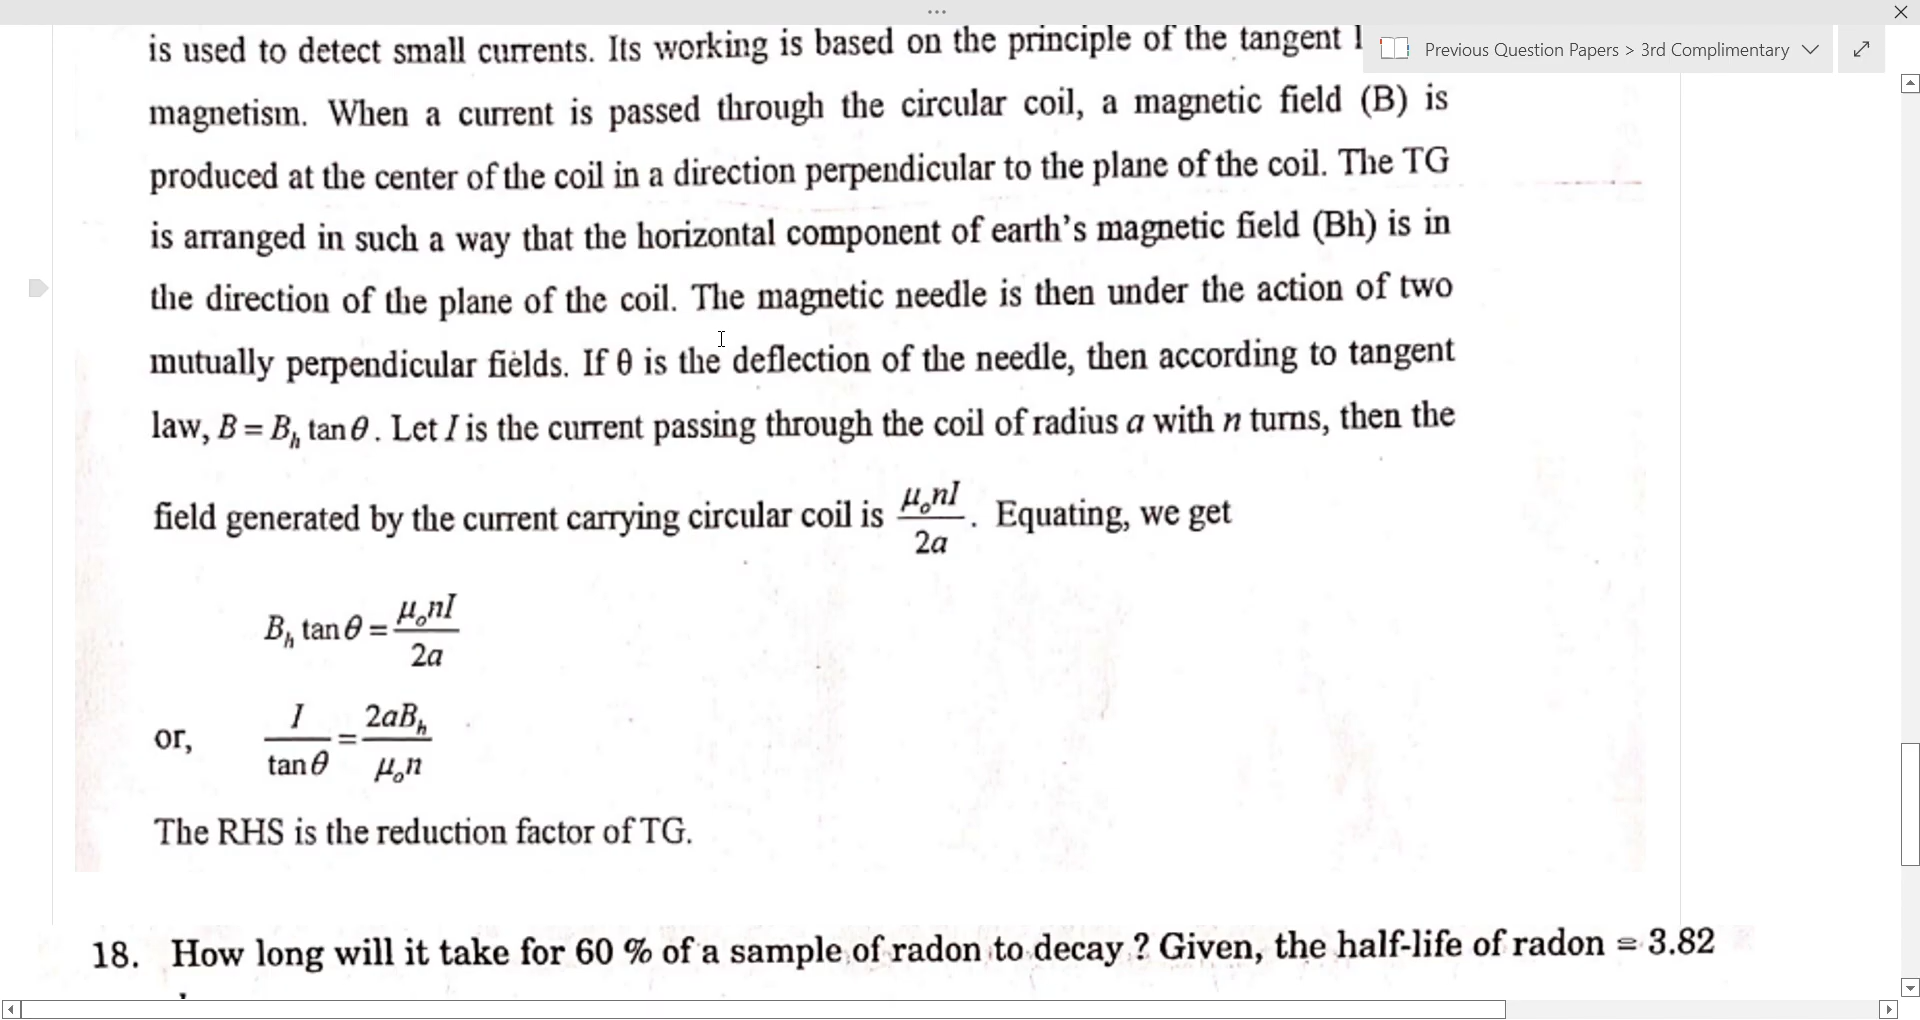 ...
Previous Question Papers > 3rd Complimentary
is used to detect small currents. Its working is based on the principle of the tangent
magnetism. When a current is passed through the circular coil, a magnetic field (B) is
produced at the center of the coil in a direction perpendicular to the plane of the coil. The TG
is arranged in such a way that the horizontal component of earth's magnetic field (Bh) is in
the direction of the plane of the coil. The magnetic needle is then under the action of two
mutually perpendicular fields. If θ is the deflection of the needle, then according to tangent
law, B = Bₕ tan θ. Let I is the current passing through the coil of radius a with n turns, then the
field generated by the current carrying circular coil is μₒnI / 2a. Equating, we get
Bₕ tan θ = μₒnI / 2a
or, I / tan θ = 2aBₕ / μₒn
The RHS is the reduction factor of TG.
18. How long will it take for 60 % of a sample of radon to decay ? Given, the half-life of radon = 3.82